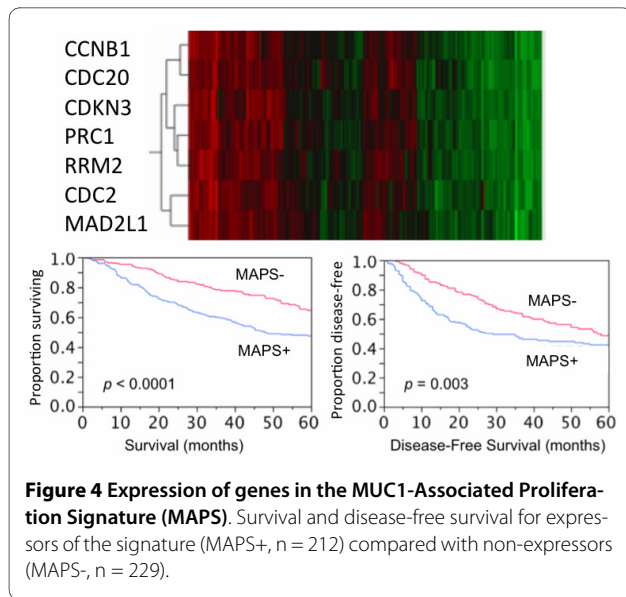 CCNB1
CDC20
CDKN3
PRC1
RRM2
CDC2
MAD2L1
Proportion surviving
1.0
0.8
0.6
0.4
0.2
0.0
MAPS-
MAPS+
p < 0.0001
0 10 20 30 40 50 60
Survival (months)
Proportion disease-free
1.0
0.8
0.6
0.4
0.2
0.0
MAPS-
MAPS+
p = 0.003
0 10 20 30 40 50 60
Disease-Free Survival (months)
Figure 4 Expression of genes in the MUC1-Associated Prolifera-
tion Signature (MAPS). Survival and disease-free survival for expres-
sors of the signature (MAPS+, n = 212) compared with non-expressors
(MAPS-, n = 229).